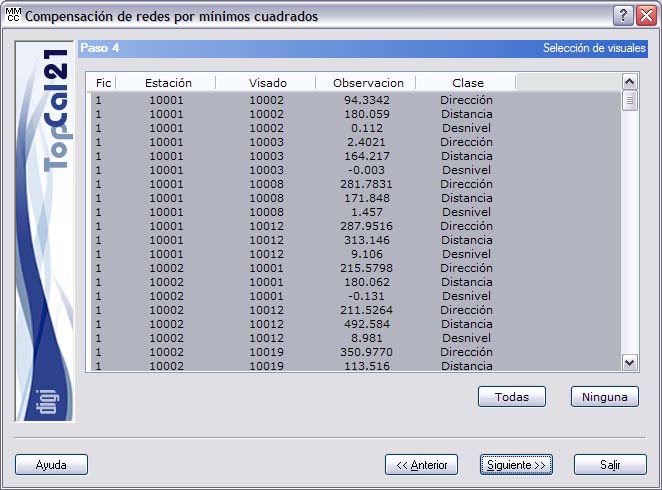 MM
CC
Compensación de redes por mínimos cuadrados
Paso 4
Selección de visuales
TopCal 21
digi
Fic Estación Visado Observacion Clase
1 10001 10002 94.3342 Dirección
1 10001 10002 180.059 Distancia
1 10001 10002 0.112 Desnivel
1 10001 10003 2.4021 Dirección
1 10001 10003 164.217 Distancia
1 10001 10003 -0.003 Desnivel
1 10001 10008 281.7831 Dirección
1 10001 10008 171.848 Distancia
1 10001 10008 1.457 Desnivel
1 10001 10012 287.9516 Dirección
1 10001 10012 313.146 Distancia
1 10001 10012 9.106 Desnivel
1 10002 10001 215.5798 Dirección
1 10002 10001 180.062 Distancia
1 10002 10001 -0.131 Desnivel
1 10002 10012 211.5264 Dirección
1 10002 10012 492.584 Distancia
1 10002 10012 8.981 Desnivel
1 10002 10019 350.9770 Dirección
1 10002 10019 113.516 Distancia
Todas
Ninguna
Ayuda
<< Anterior
Siguiente >>
Salir